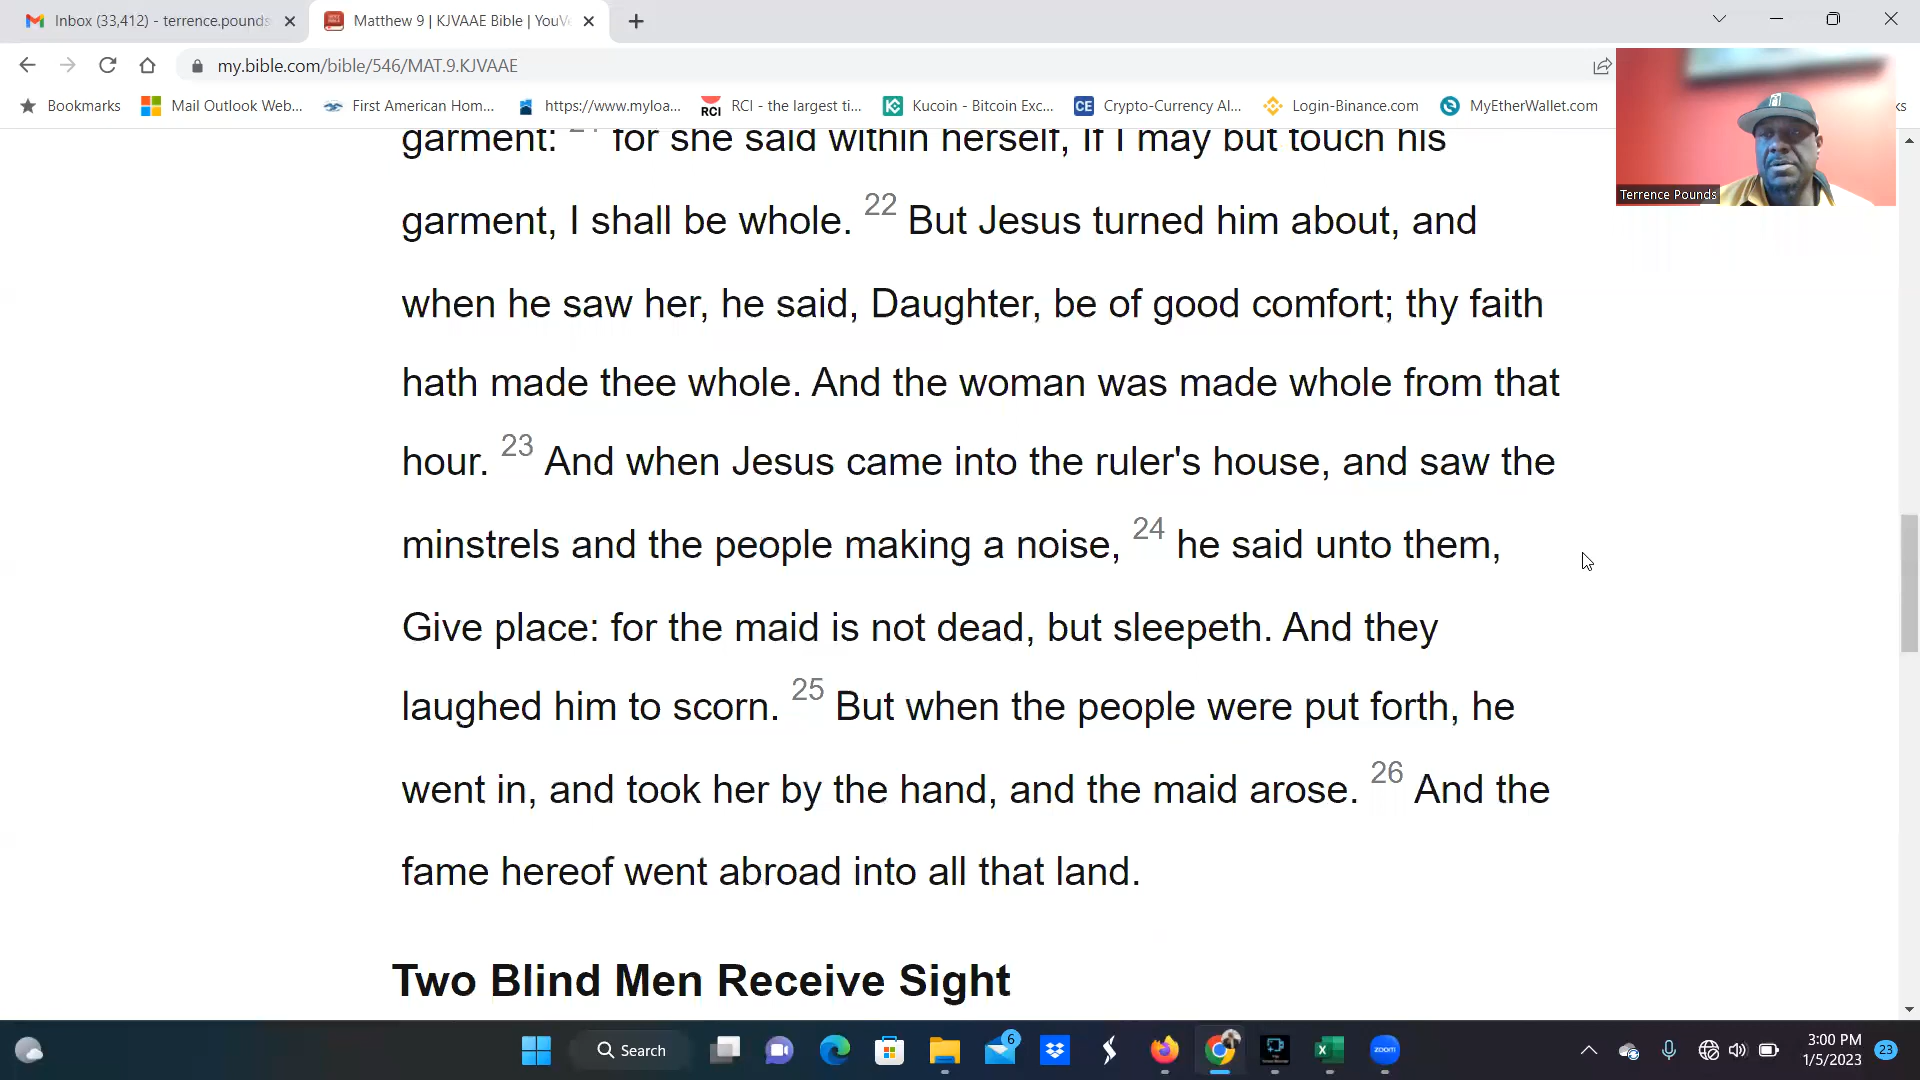 Inbox (33,412) - terrence.pounds
Matthew 9 | KJVAAE Bible | YouV
my.bible.com/bible/546/MAT.9.KJVAAE
Bookmarks
Mail Outlook Web...
First American Hom...
https://www.myloa...
RCI
RCI - the largest ti...
Kucoin - Bitcoin Exc...
CE
Crypto-Currency Al...
Login-Binance.com
MyEtherWallet.com
ks
Terrence Pounds
garment: for she said within herself, If I may but touch his
garment, I shall be whole. 22 But Jesus turned him about, and
when he saw her, he said, Daughter, be of good comfort; thy faith
hath made thee whole. And the woman was made whole from that
hour. 23 And when Jesus came into the ruler's house, and saw the
minstrels and the people making a noise, 24 he said unto them,
Give place: for the maid is not dead, but sleepeth. And they
laughed him to scorn. 25 But when the people were put forth, he
went in, and took her by the hand, and the maid arose. 26 And the
fame hereof went abroad into all that land.
Two Blind Men Receive Sight
Search
6
zoom
3:00 PM
1/5/2023
23